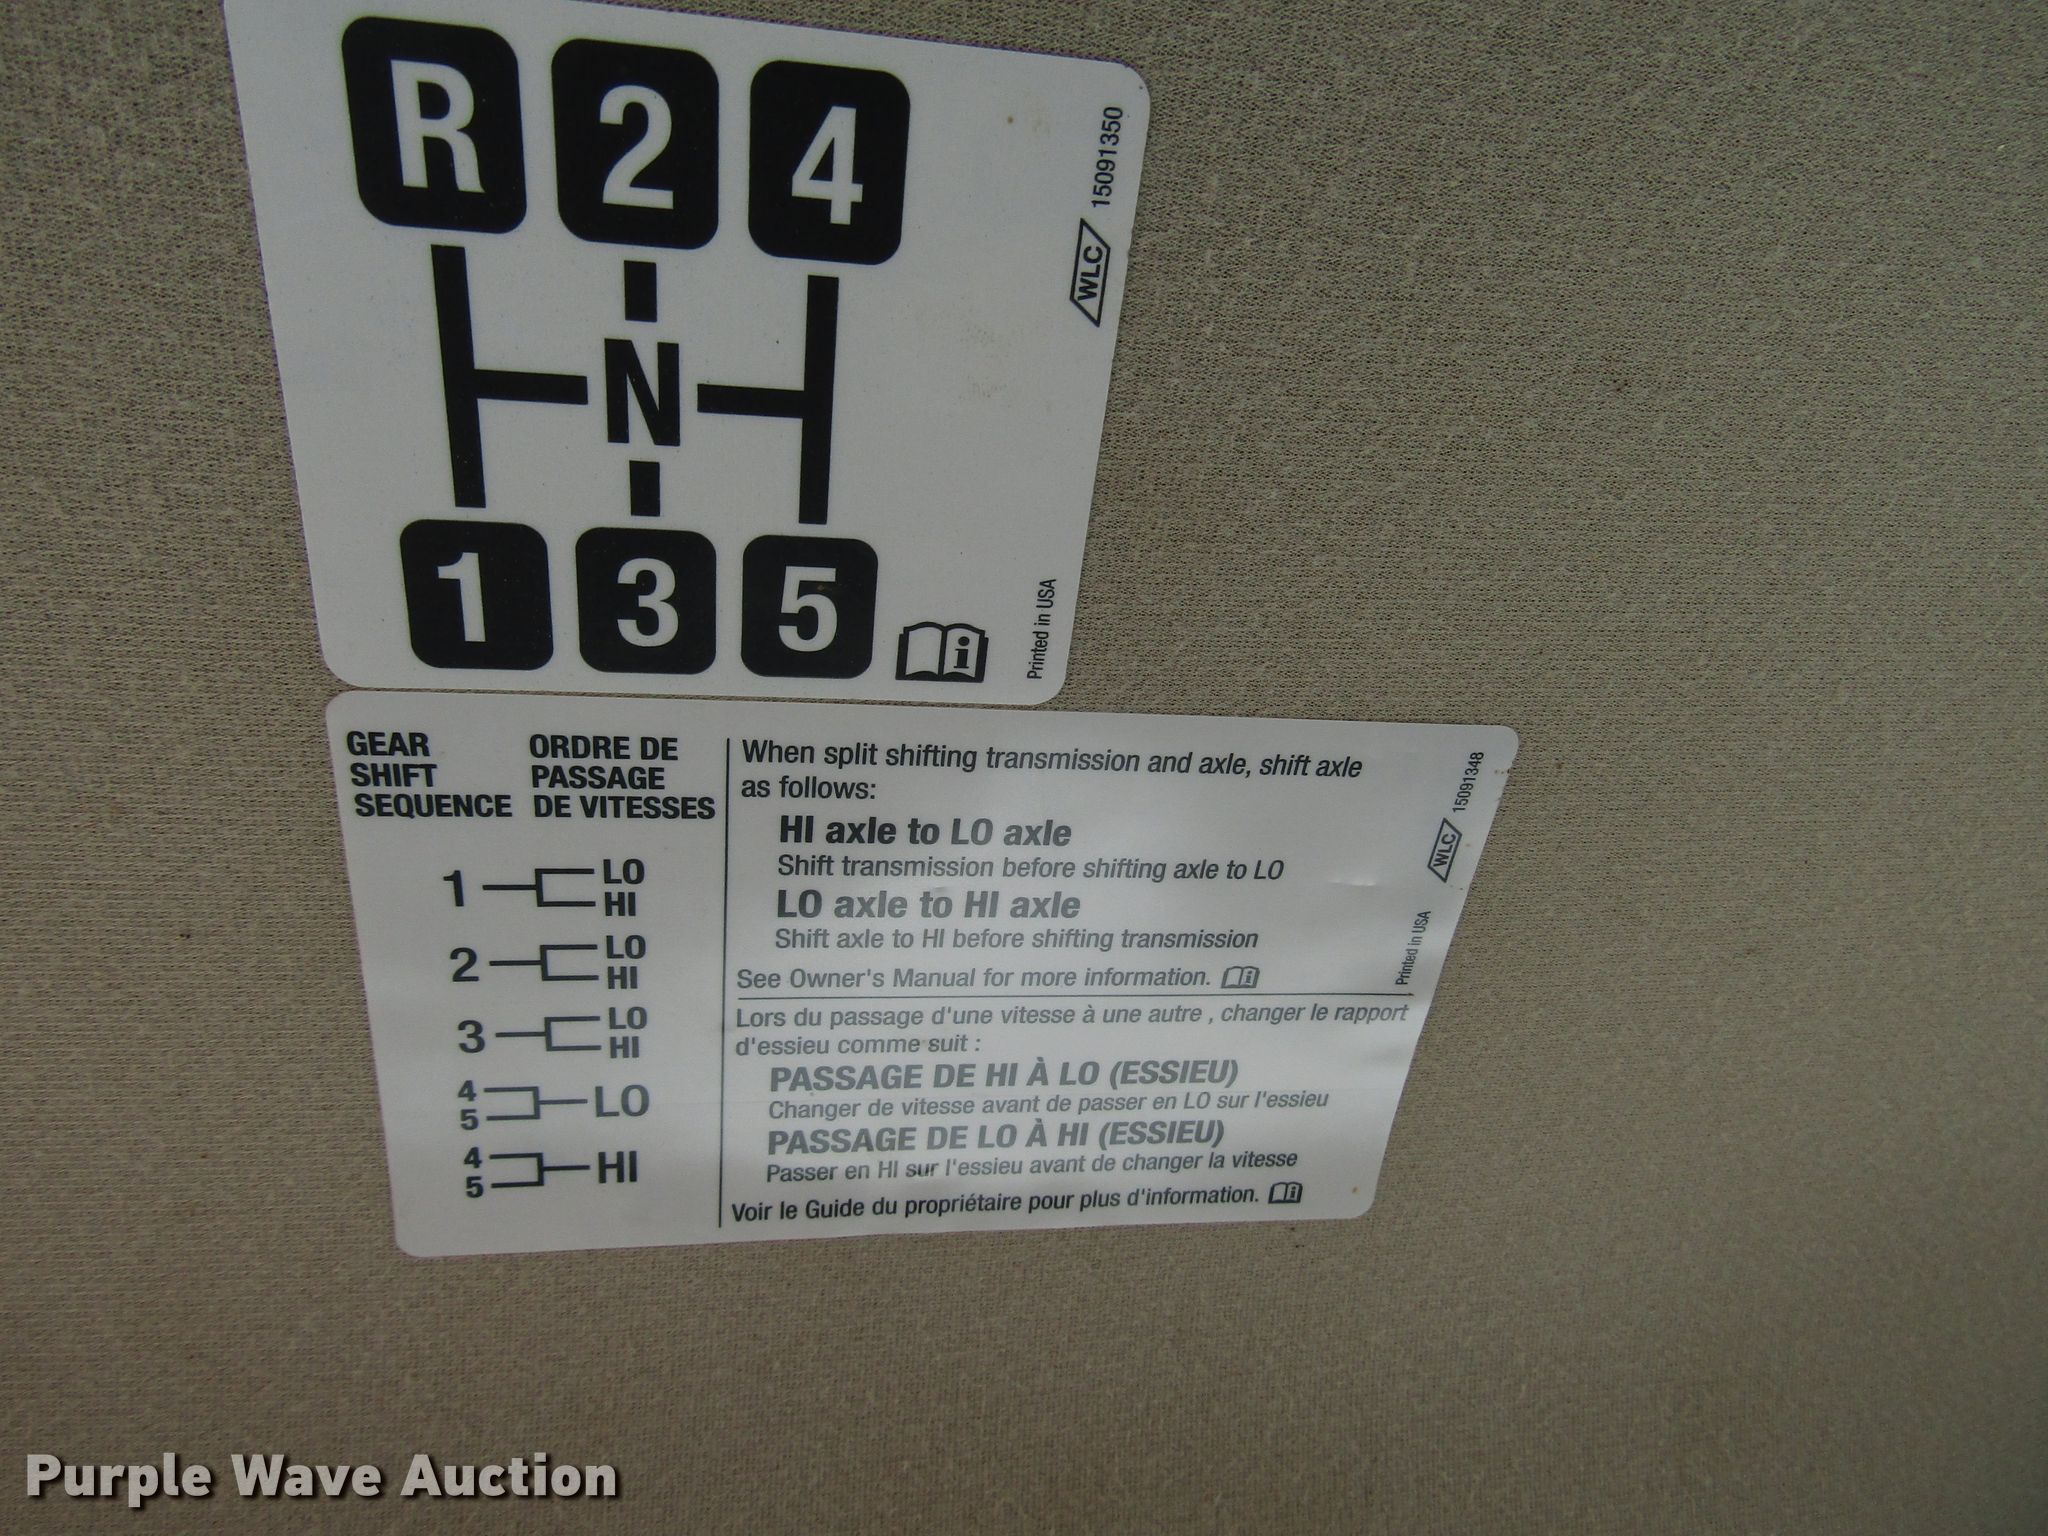 R 2 4
N
1 3 5
WLC 15091350
Printed in USA
GEAR
SHIFT
SEQUENCE
ORDRE DE
PASSAGE
DE VITESSES
1 LO
HI
2 LO
HI
3 LO
HI
4
5 LO
4
5 HI
When split shifting transmission and axle, shift axle
as follows:
HI axle to LO axle
Shift transmission before shifting axle to LO
LO axle to HI axle
Shift axle to HI before shifting transmission
See Owner's Manual for more information.
Lors du passage d'une vitesse à une autre , changer le rapport
d'essieu comme suit :
PASSAGE DE HI À LO (ESSIEU)
Changer de vitesse avant de passer en LO sur l'essieu
PASSAGE DE LO À HI (ESSIEU)
Passer en HI sur l'essieu avant de changer la vitesse
Voir le Guide du propriétaire pour plus d'information.
WLC 15091348
Printed in USA
Purple Wave Auction